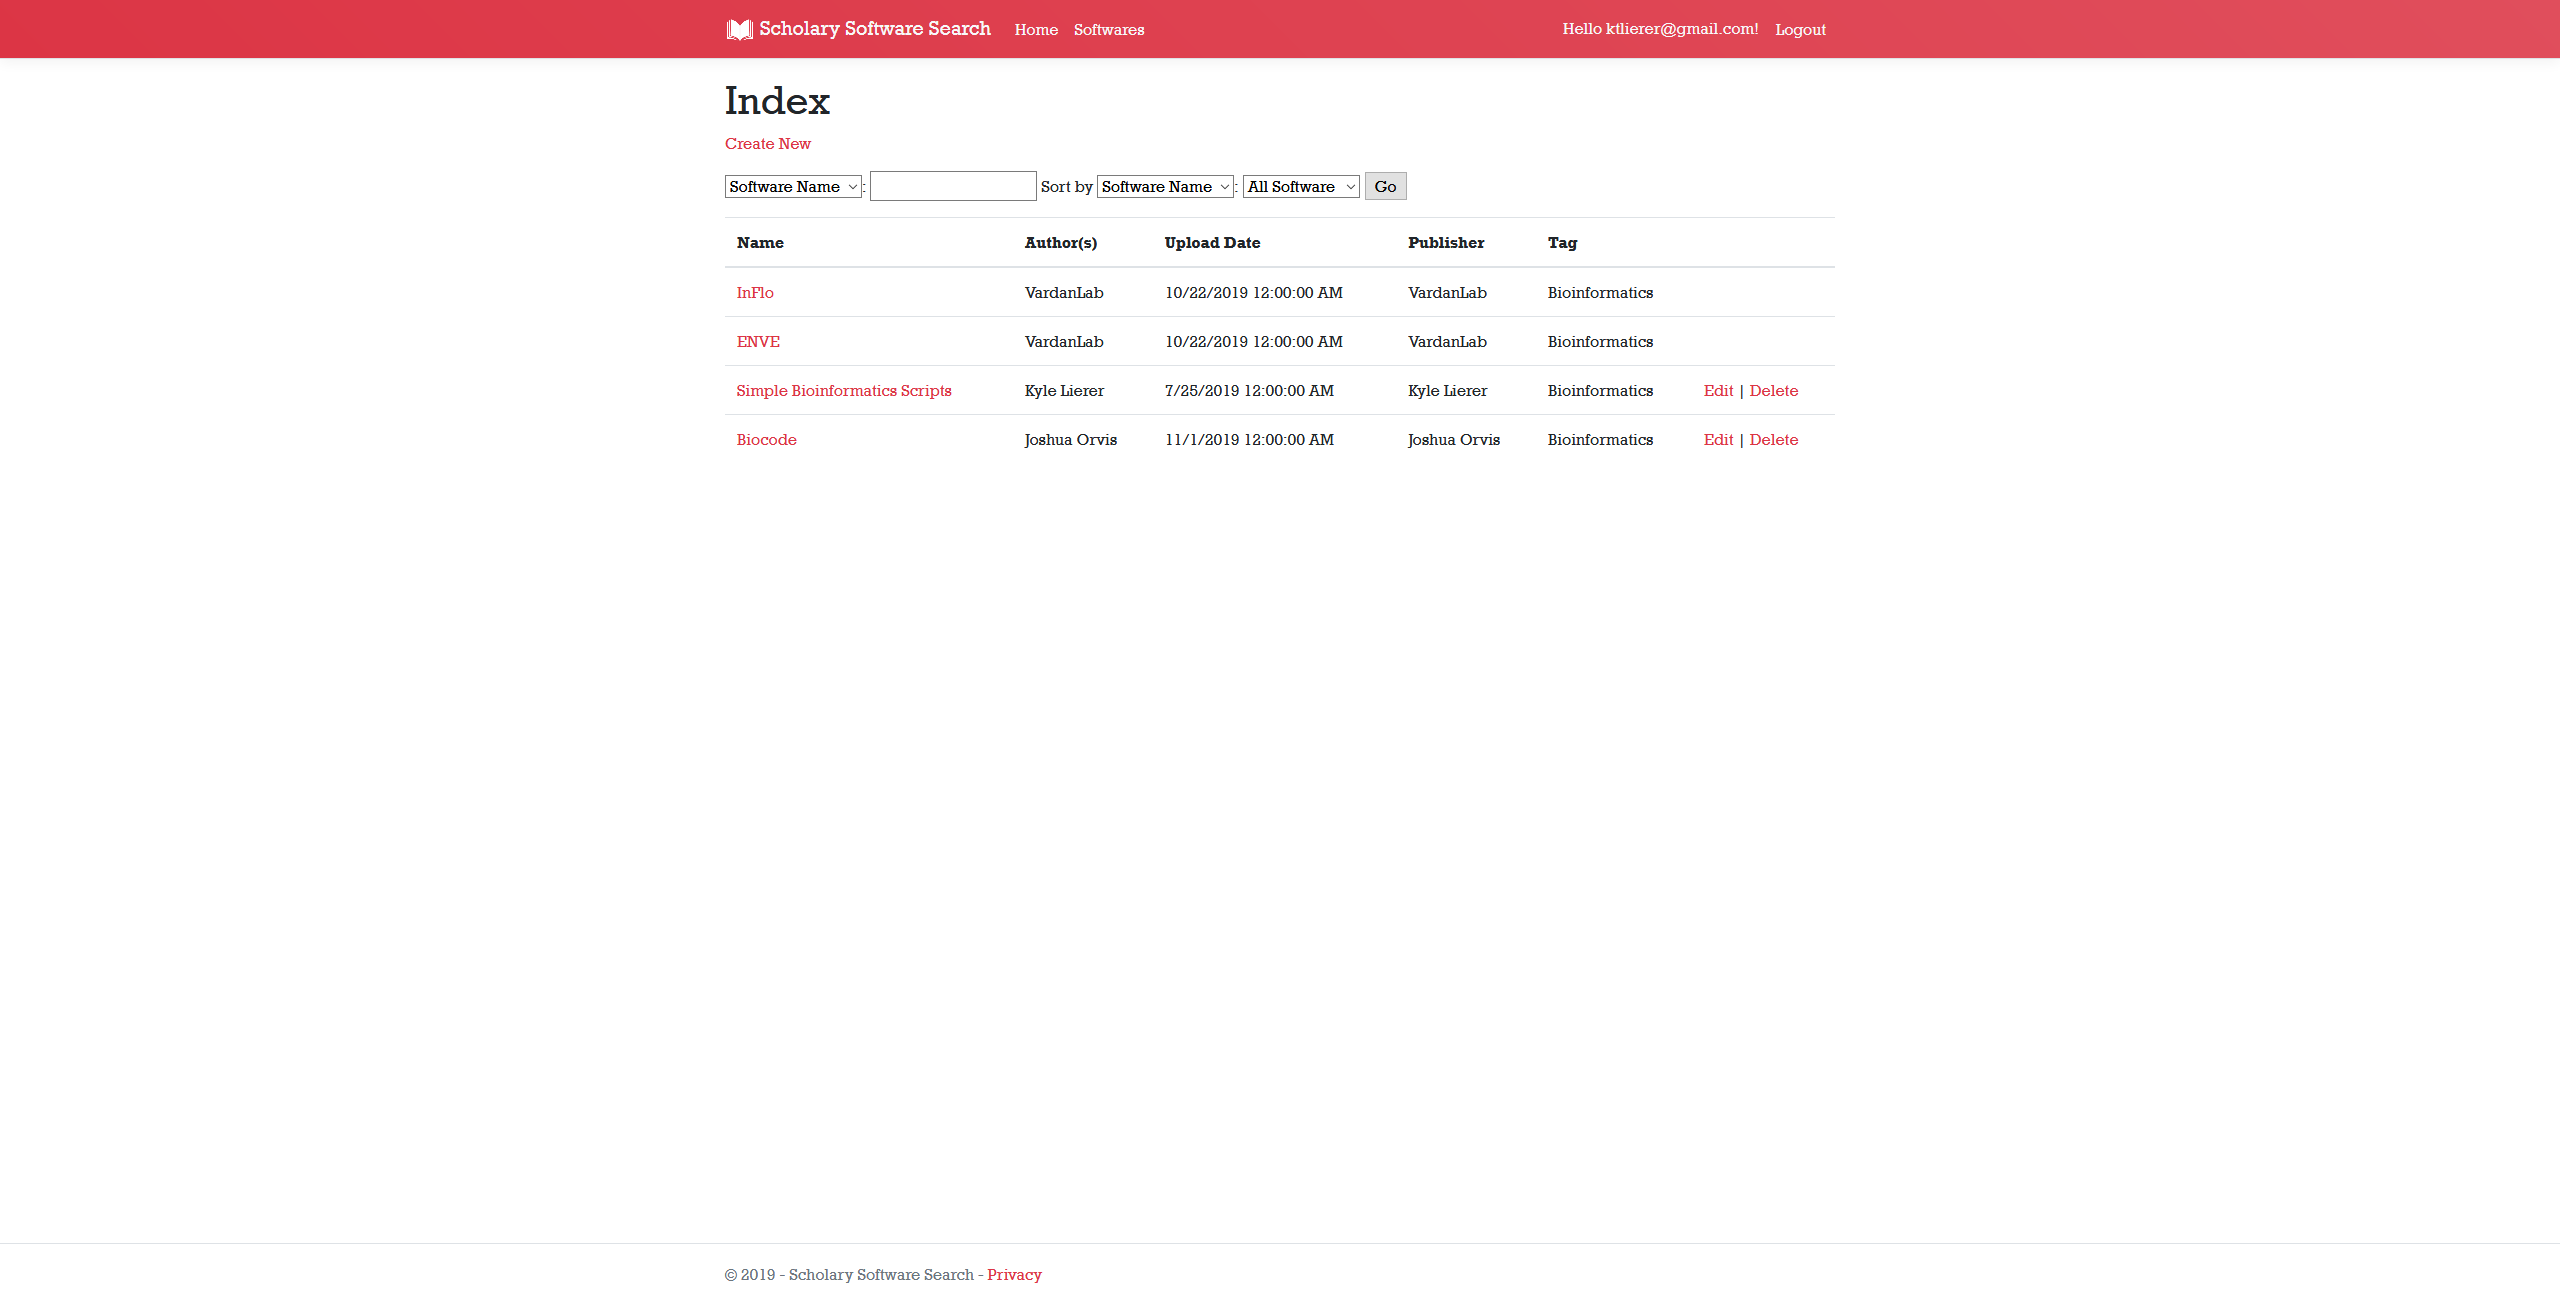 Scholary Software Search Home Softwares Hello ktlierer@gmail.com! Logout
Index
Create New
Software Name : Sort by Software Name : All Software Go
Name Author(s) Upload Date Publisher Tag
InFlo VardanLab 10/22/2019 12:00:00 AM VardanLab Bioinformatics
ENVE VardanLab 10/22/2019 12:00:00 AM VardanLab Bioinformatics
Simple Bioinformatics Scripts Kyle Lierer 7/25/2019 12:00:00 AM Kyle Lierer Bioinformatics Edit | Delete
Biocode Joshua Orvis 11/1/2019 12:00:00 AM Joshua Orvis Bioinformatics Edit | Delete
© 2019 - Scholary Software Search - Privacy